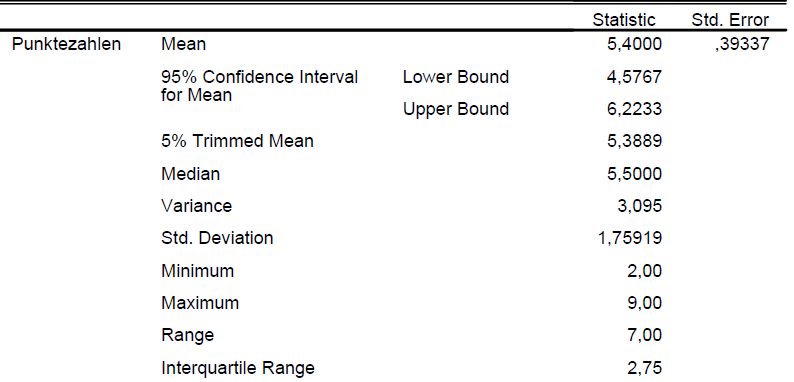 Statistic Std. Error
Punktezahlen Mean 5,4000 ,39337
95% Confidence Interval Lower Bound 4,5767
for Mean
Upper Bound 6,2233
5% Trimmed Mean 5,3889
Median 5,5000
Variance 3,095
Std. Deviation 1,75919
Minimum 2,00
Maximum 9,00
Range 7,00
Interquartile Range 2,75